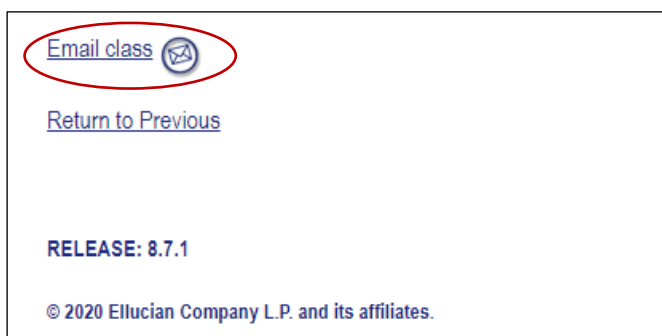 Email class
Return to Previous
RELEASE: 8.7.1
© 2020 Ellucian Company L.P. and its affiliates.